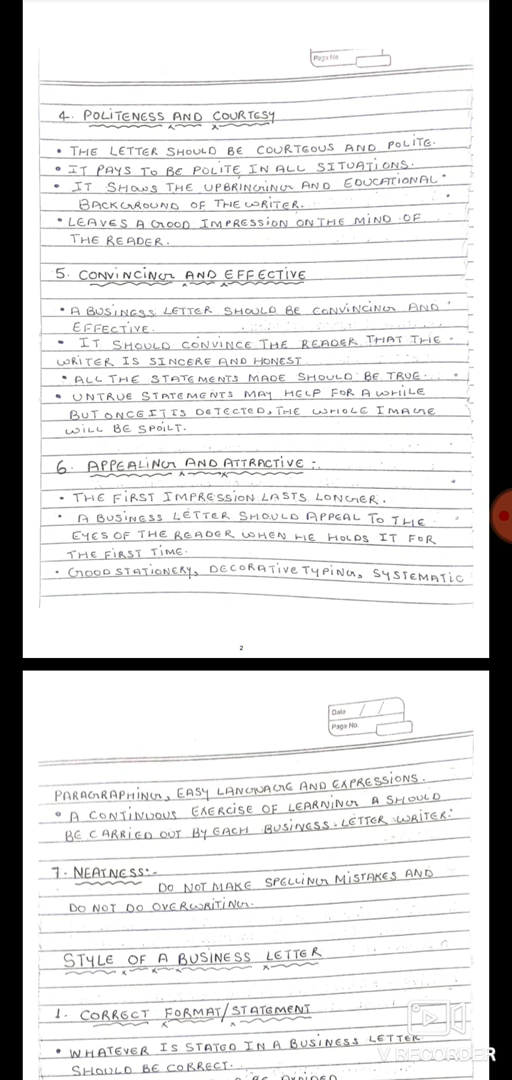 Page No
4. POLITENESS AND COURTESY
• THE LETTER SHOULD BE COURTEOUS AND POLITE.
• IT PAYS TO BE POLITE IN ALL SITUATIONS.
• IT SHOWS THE UPBRINGING AND EDUCATIONAL
BACKGROUND OF THE WRITER.
• LEAVES A GOOD IMPRESSION ON THE MIND OF
THE READER.
5. CONVINCING AND EFFECTIVE
• A BUSINESS LETTER SHOULD BE CONVINCING AND
EFFECTIVE.
• IT SHOULD CONVINCE THE READER THAT THE
WRITER IS SINCERE AND HONEST
• ALL THE STATEMENTS MADE SHOULD BE TRUE.
• UNTRUE STATEMENTS MAY HELP FOR A WHILE
BUT ONCE IT IS DETECTED, THE WHOLE IMAGE
WILL BE SPOILT.
6. APPEALING AND ATTRACTIVE :-
• THE FIRST IMPRESSION LASTS LONGER.
• A BUSINESS LETTER SHOULD APPEAL TO THE
EYES OF THE READER WHEN HE HOLDS IT FOR
THE FIRST TIME.
• GOOD STATIONERY, DECORATIVE TYPING, SYSTEMATIC
2
Date / /
Page No.
PARAGRAPHING, EASY LANGUAGE AND EXPRESSIONS.
• A CONTINUOUS EXERCISE OF LEARNING A SHOULD
BE CARRIED OUT BY EACH BUSINESS-LETTER WRITER.
7. NEATNESS:-
DO NOT MAKE SPELLING MISTAKES AND
DO NOT DO OVERWRITING.
STYLE OF A BUSINESS LETTER
1. CORRECT FORMAT/STATEMENT
• WHATEVER IS STATED IN A BUSINESS LETTER
SHOULD BE CORRECT.
BE AVOIDED
V RECORDER